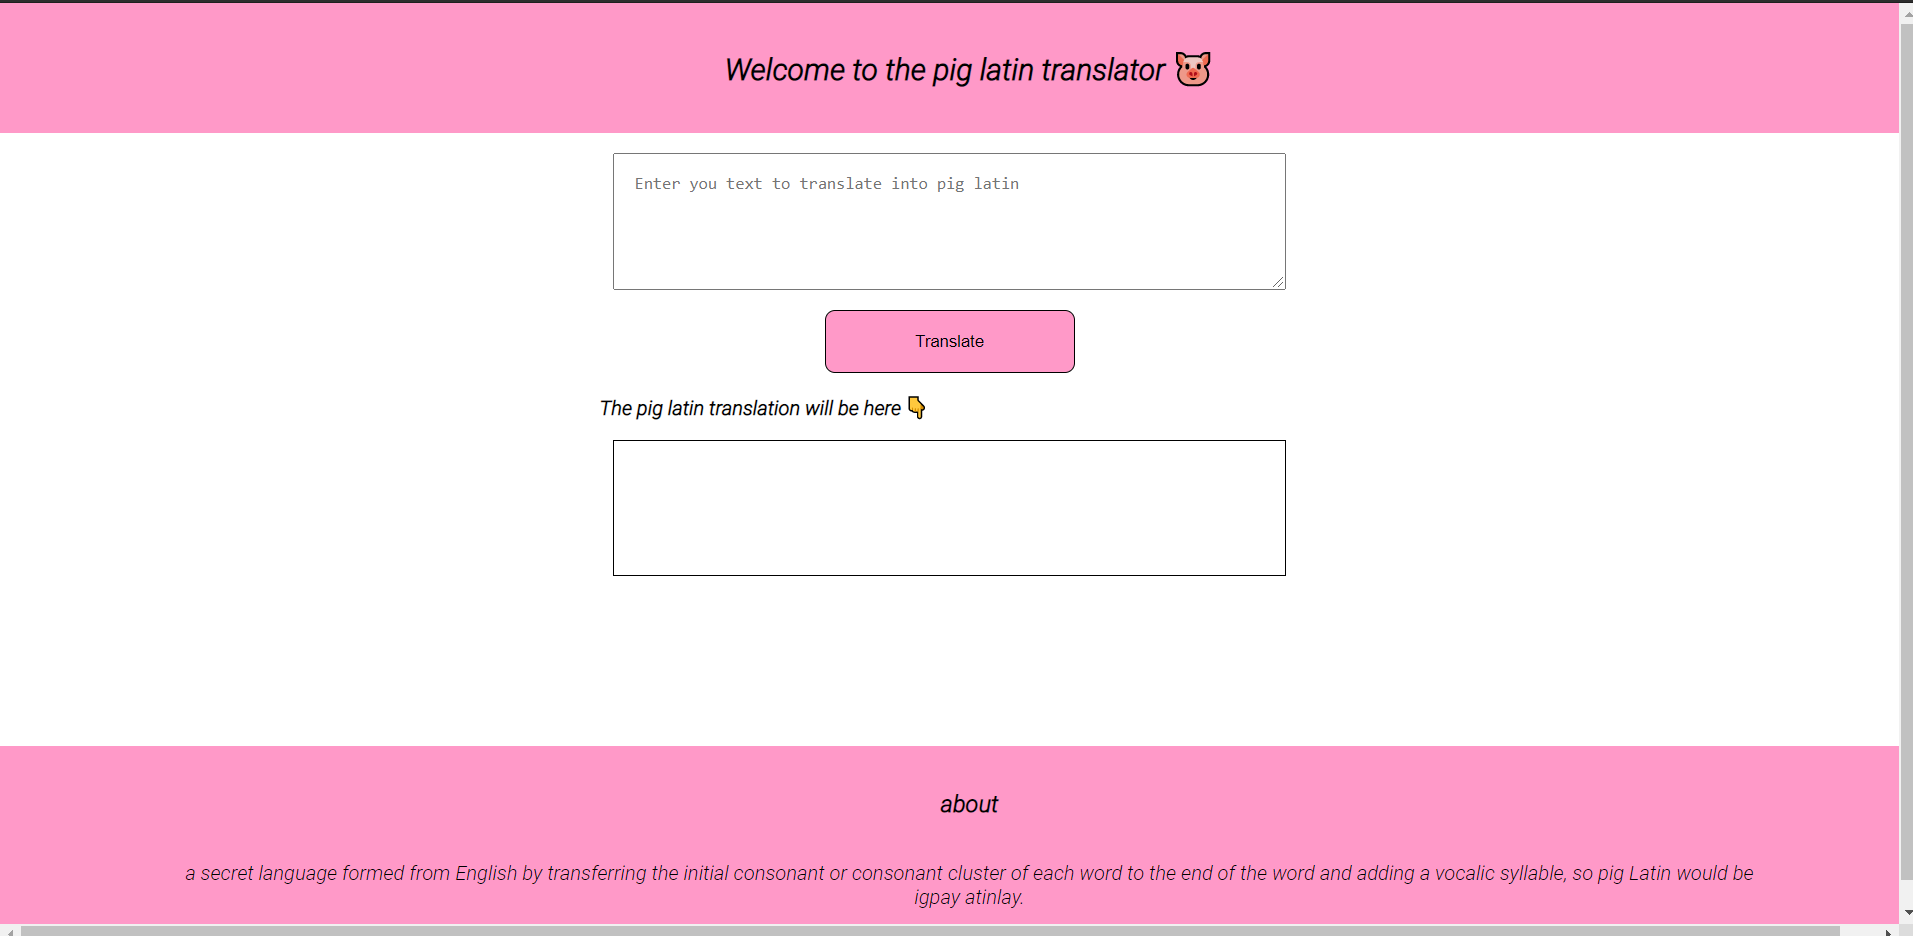 Welcome to the pig latin translator 🐷
Enter you text to translate into pig latin
Translate
The pig latin translation will be here 👇
about
a secret language formed from English by transferring the initial consonant or consonant cluster of each word to the end of the word and adding a vocalic syllable, so pig Latin would be
igpay atinlay.